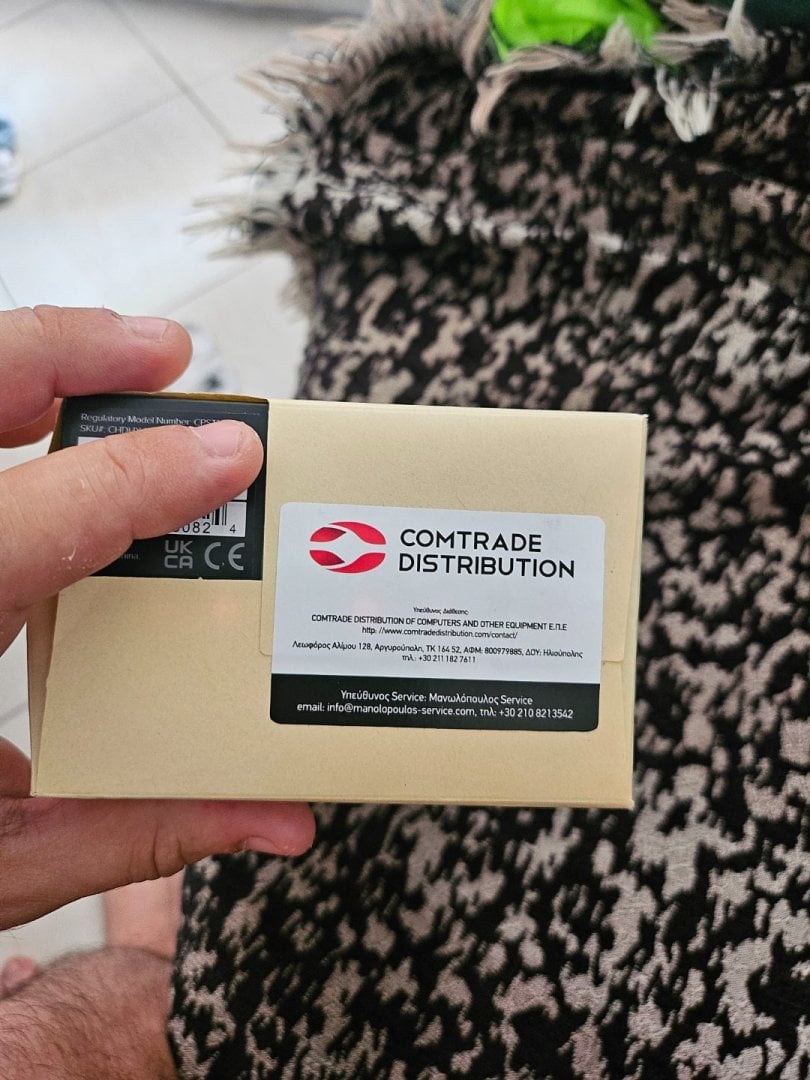 Regulatory Model Number:
SKU#:
0082 4
UK
CA CE
COMTRADE
DISTRIBUTION
Υπεύθυνος Διάθεσης:
COMTRADE DISTRIBUTION OF COMPUTERS AND OTHER EQUIPMENT Ε.Π.Ε
http: //www.comtradedistribution.com/contact/
Λεωφόρος Αλίμου 128, Αργυρούπολη, ΤΚ 164 52, ΑΦΜ: 800979885, ΔΟΥ: Ηλιούπολης
τηλ.: +30 211 182 7611
Υπεύθυνος Service: Μανωλόπουλος Service
email: info@manolopoulos-service.com, τηλ: +30 210 8213542